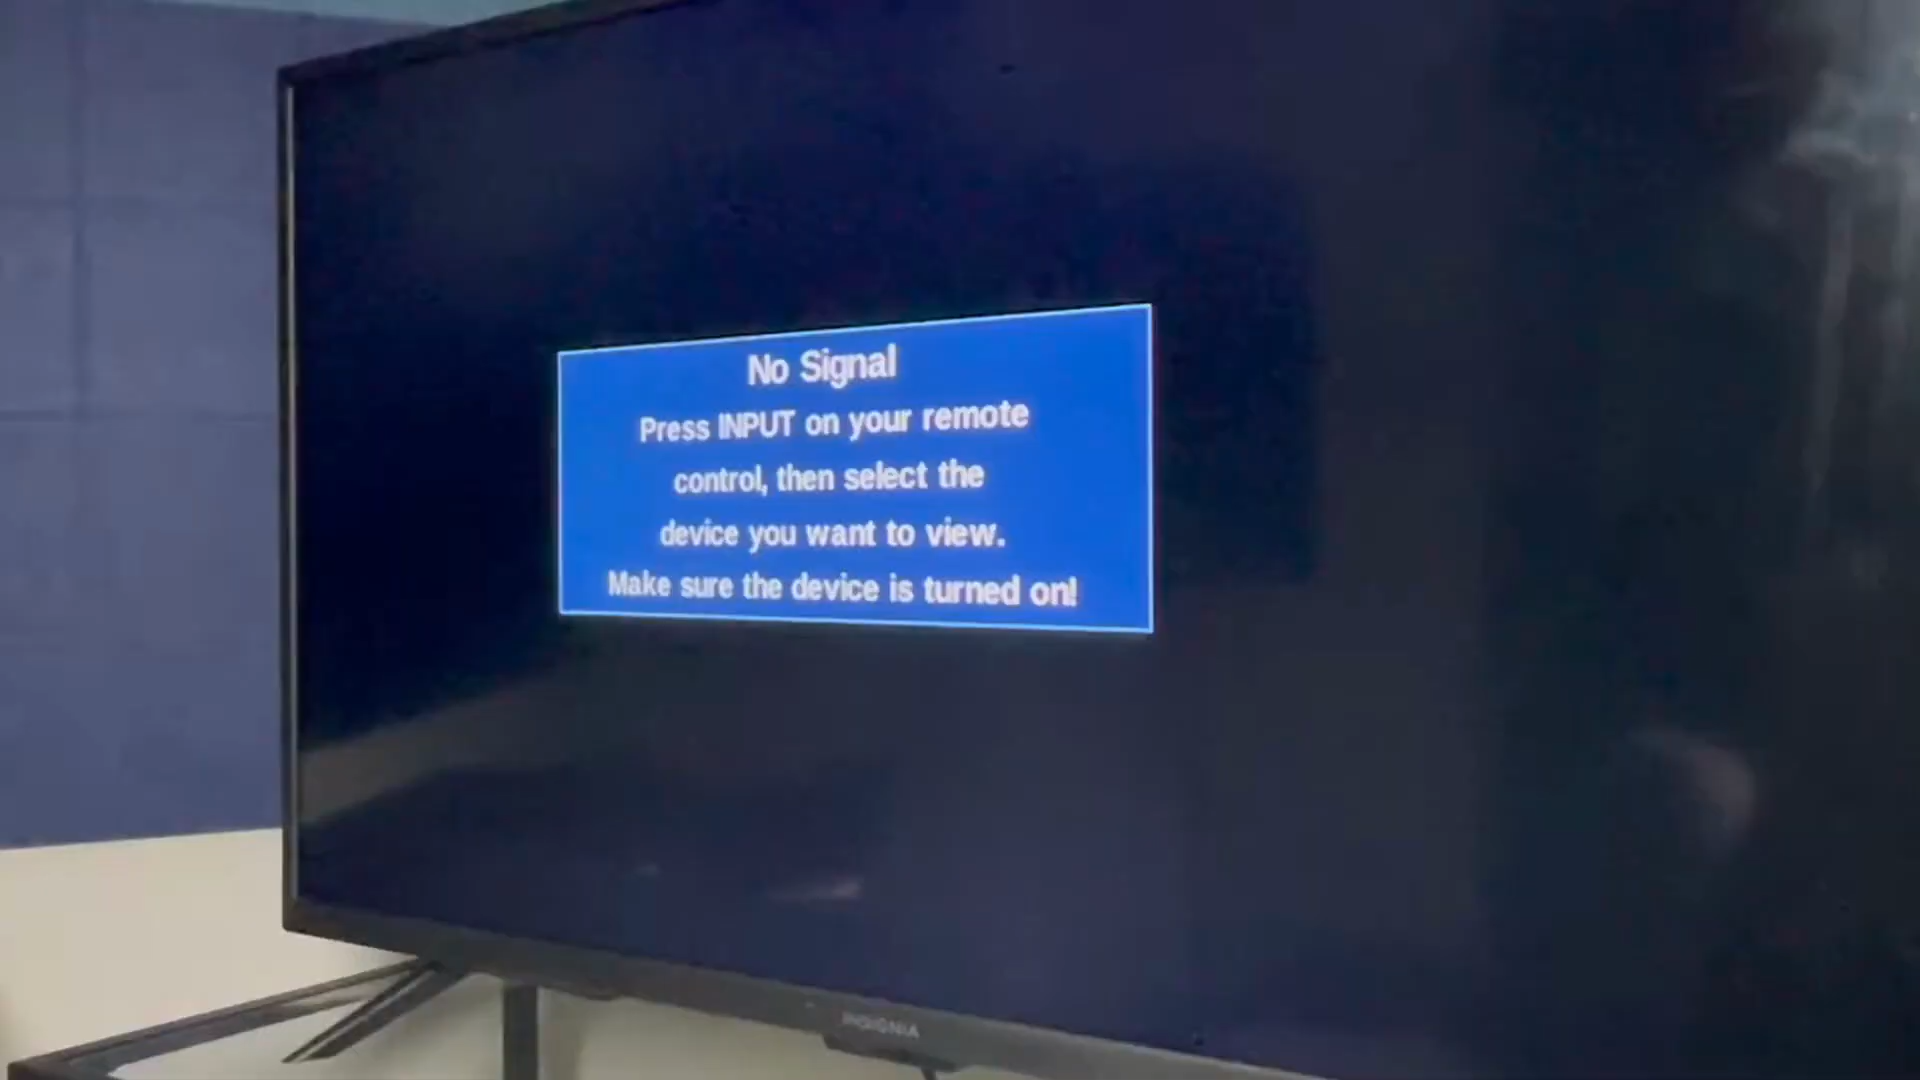 No Signal
Press INPUT on your remote
control, then select the
device you want to view.
Make sure the device is turned on!
INSIGNIA